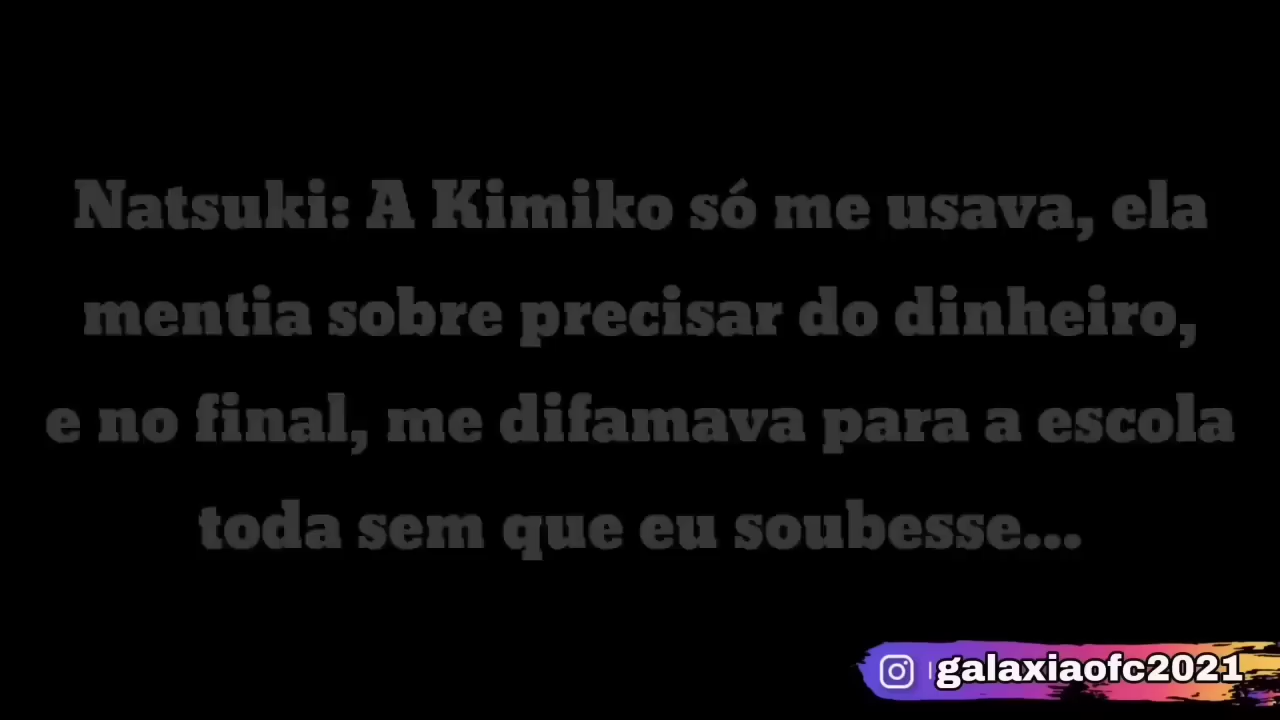 Natsuki: A Kimiko só me usava, ela
mentia sobre precisar do dinheiro,
e no final, me difamava para a escola
toda sem que eu soubesse...
galaxiaofc2021